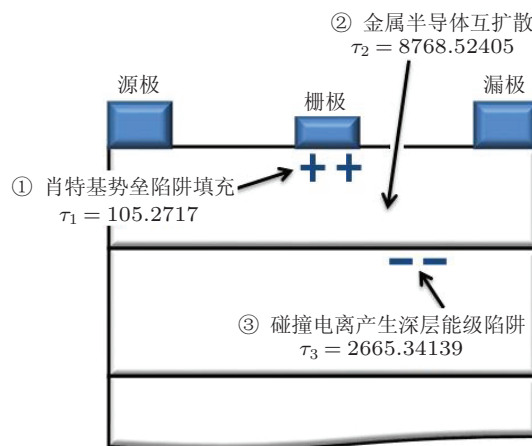 ② 金属半导体互扩散
τ₂ = 8768.52405
源极
栅极
漏极
① 肖特基势垒陷阱填充
τ₁ = 105.2717
③ 碰撞电离产生深层能级陷阱
τ₃ = 2665.34139